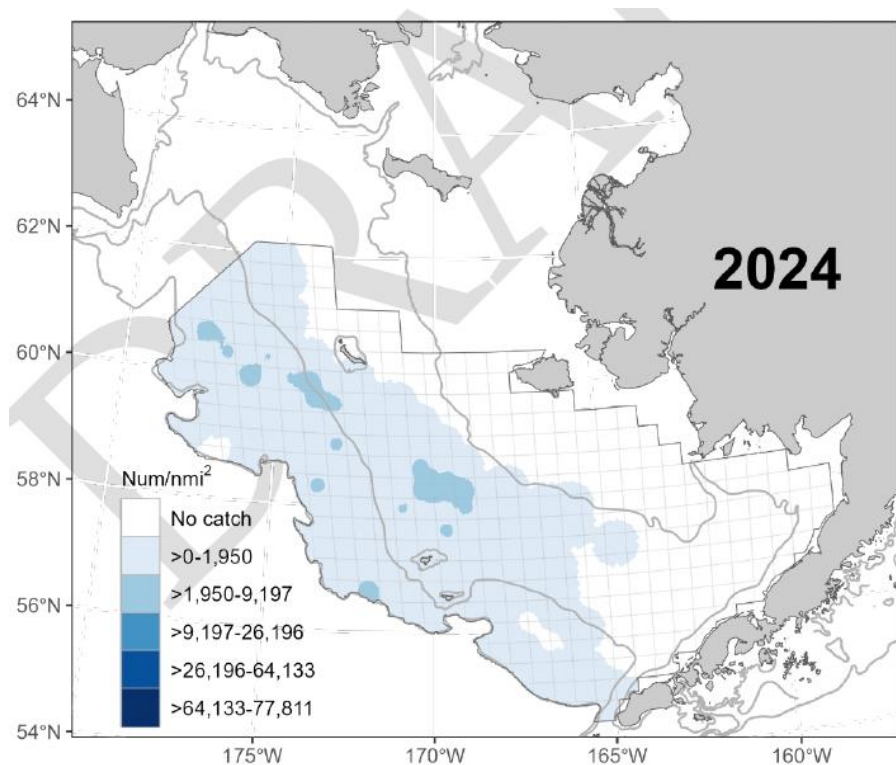 DRA
64°N
62°N
60°N
58°N
56°N
54°N
2024
Num/nmi²
No catch
>0-1,950
>1,950-9,197
>9,197-26,196
>26,196-64,133
>64,133-77,811
175°W
170°W
165°W
160°W